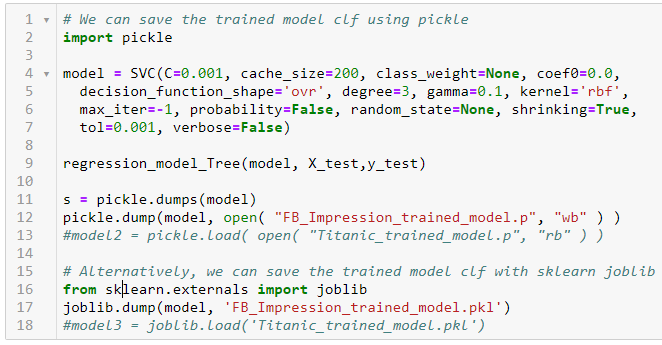 1 ▾ # We can save the trained model clf using pickle
2 import pickle
3
4 ▾ model = SVC(C=0.001, cache_size=200, class_weight=None, coef0=0.0,
5 decision_function_shape='ovr', degree=3, gamma=0.1, kernel='rbf',
6 max_iter=-1, probability=False, random_state=None, shrinking=True,
7 tol=0.001, verbose=False)
8
9 regression_model_Tree(model, X_test,y_test)
10
11 s = pickle.dumps(model)
12 pickle.dump(model, open( "FB_Impression_trained_model.p", "wb" ) )
13 #model2 = pickle.load( open( "Titanic_trained_model.p", "rb" ) )
14
15 # Alternatively, we can save the trained model clf with sklearn joblib
16 from sklearn.externals import joblib
17 joblib.dump(model, 'FB_Impression_trained_model.pkl')
18 #model3 = joblib.load('Titanic_trained_model.pkl')